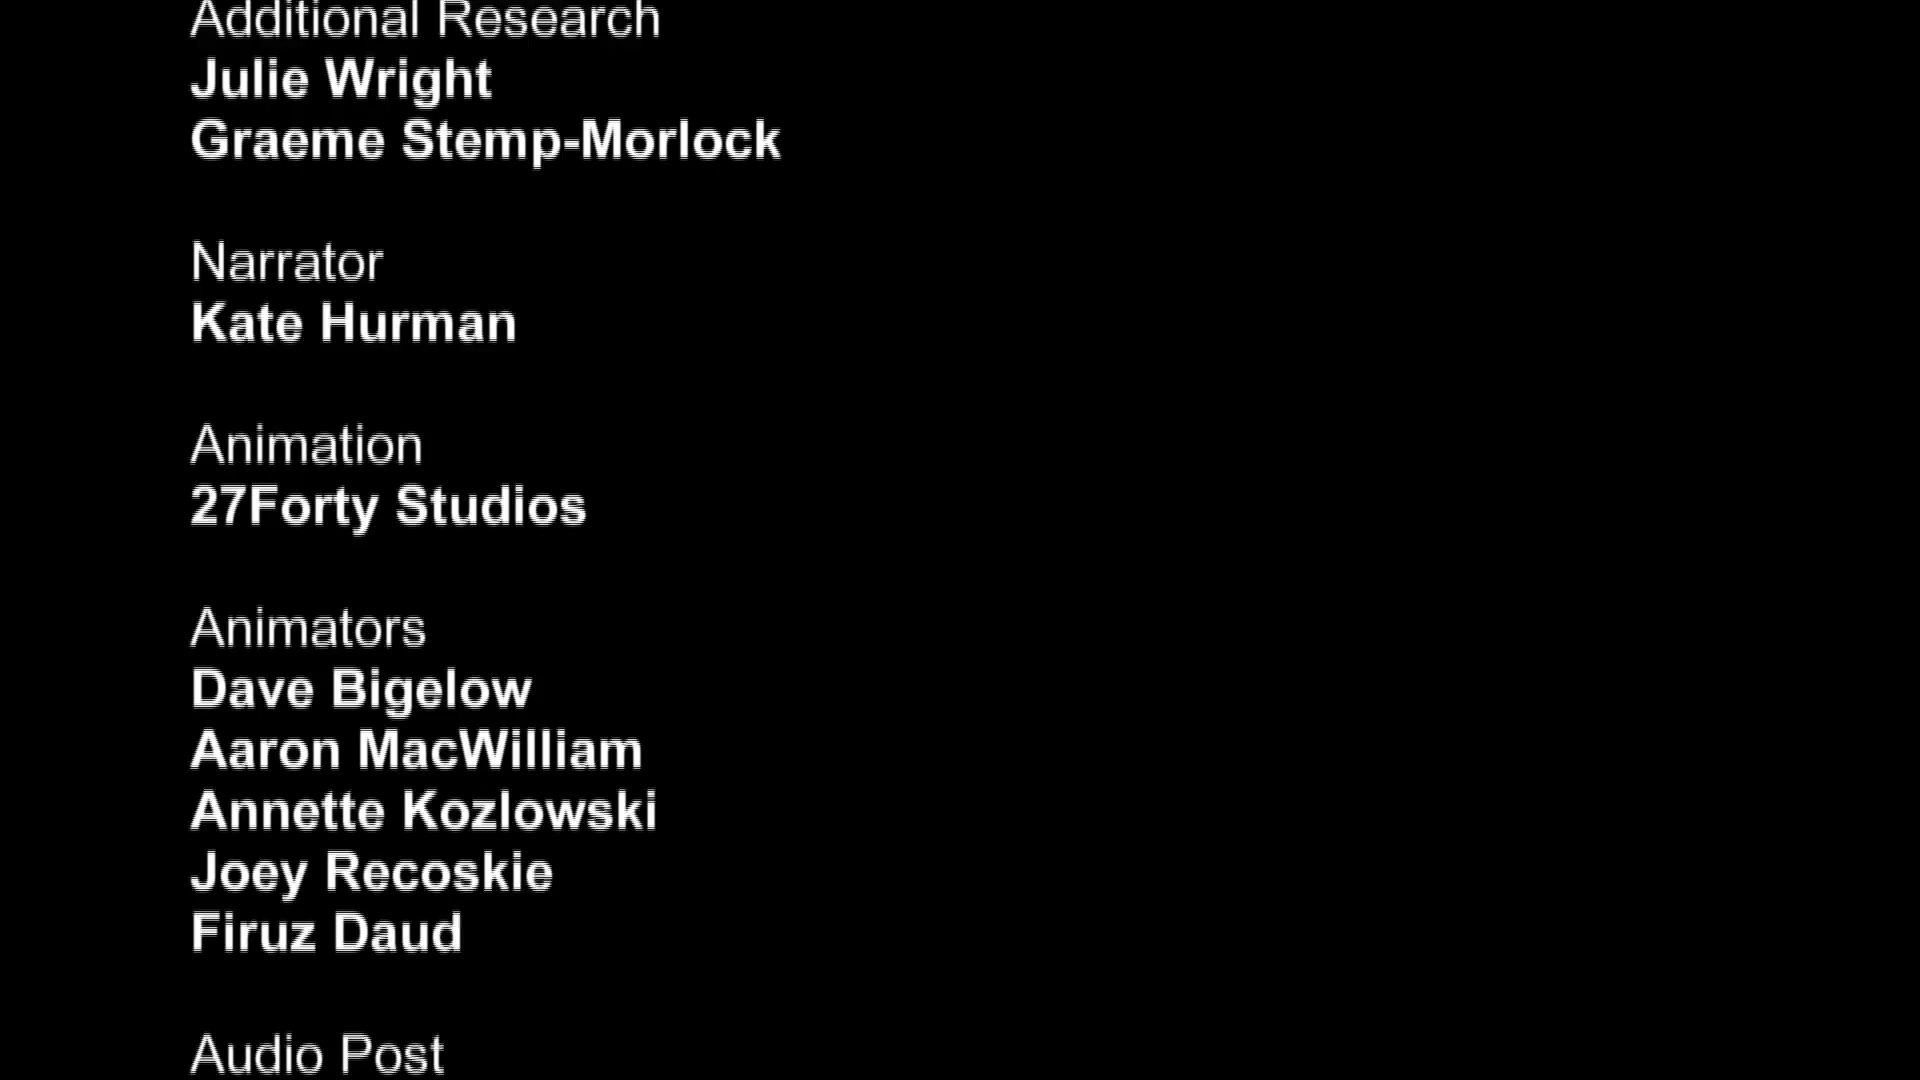 Additional Research
Julie Wright
Graeme Stemp-Morlock
Narrator
Kate Hurman
Animation
27Forty Studios
Animators
Dave Bigelow
Aaron MacWilliam
Annette Kozlowski
Joey Recoskie
Firuz Daud
Audio Post